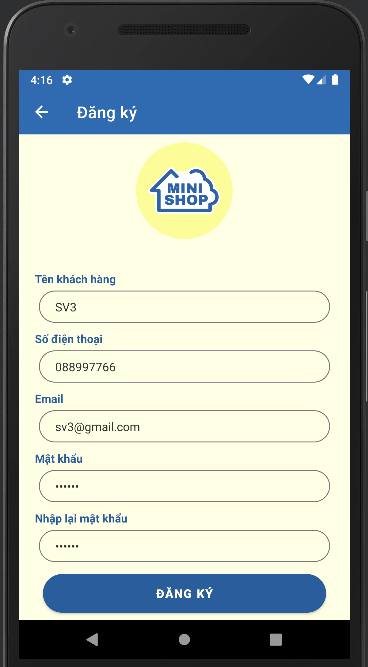 4:16
Đăng ký
MINI
SHOP
Tên khách hàng
SV3
Số điện thoại
088997766
Email
sv3@gmail.com
Mật khẩu
••••••
Nhập lại mật khẩu
••••••
ĐĂNG KÝ